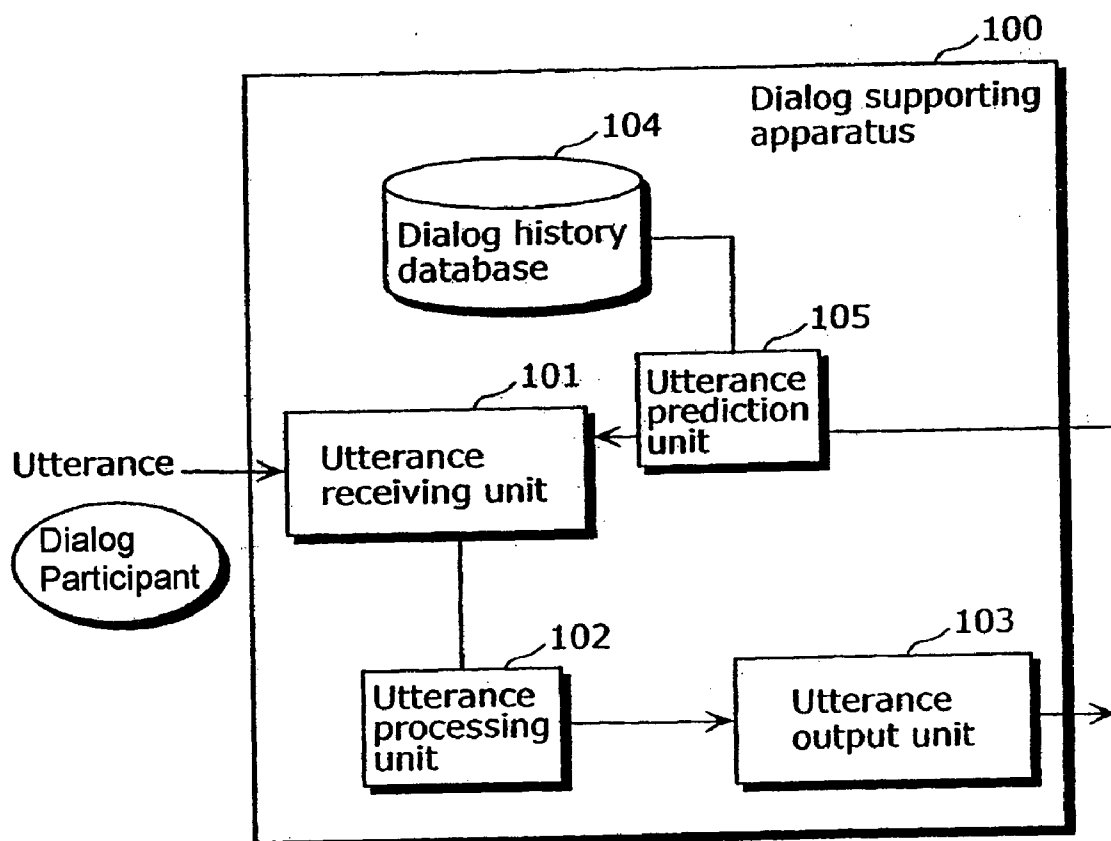 100
Dialog supporting
apparatus
104
Dialog history
database
105
Utterance
prediction
unit
101
Utterance
receiving unit
Utterance
Dialog
Participant
102
Utterance
processing
unit
103
Utterance
output unit